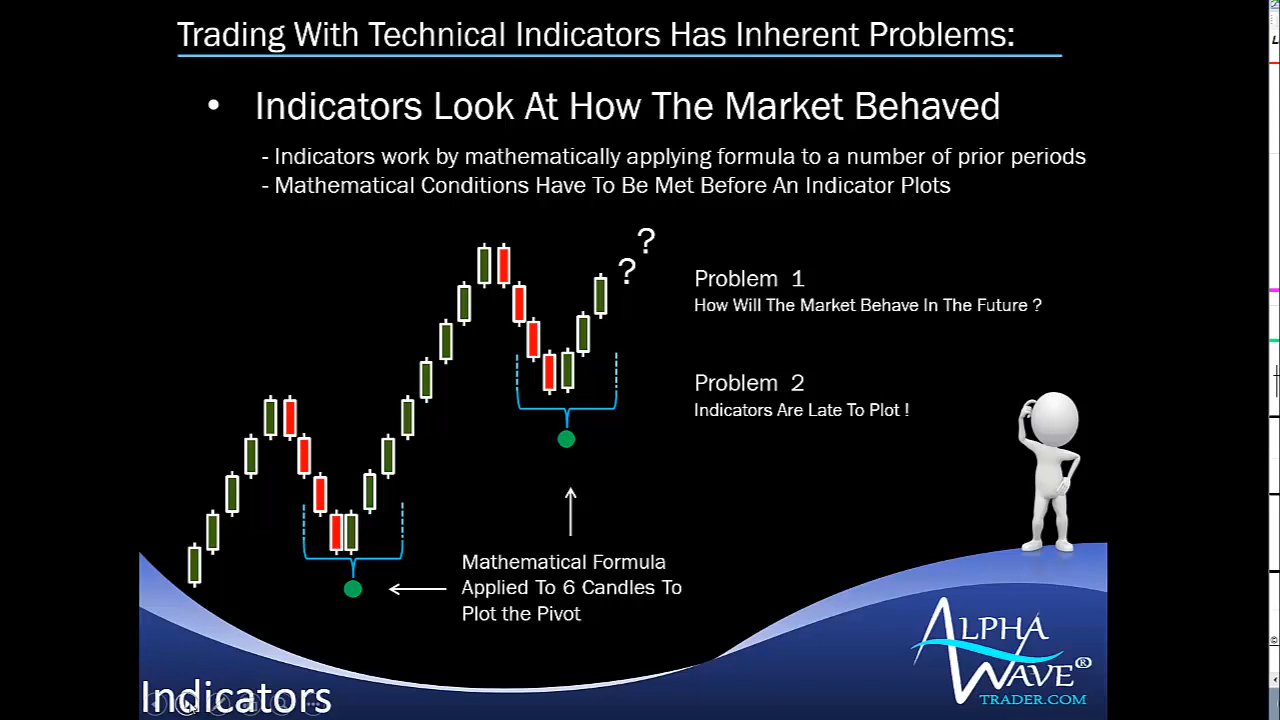 Trading With Technical Indicators Has Inherent Problems:
• Indicators Look At How The Market Behaved
- Indicators work by mathematically applying formula to a number of prior periods
- Mathematical Conditions Have To Be Met Before An Indicator Plots
?
?
Problem 1
How Will The Market Behave In The Future ?
Problem 2
Indicators Are Late To Plot !
Mathematical Formula
Applied To 6 Candles To
Plot the Pivot
ALPHA
WAVE®
TRADER.COM
Indicators